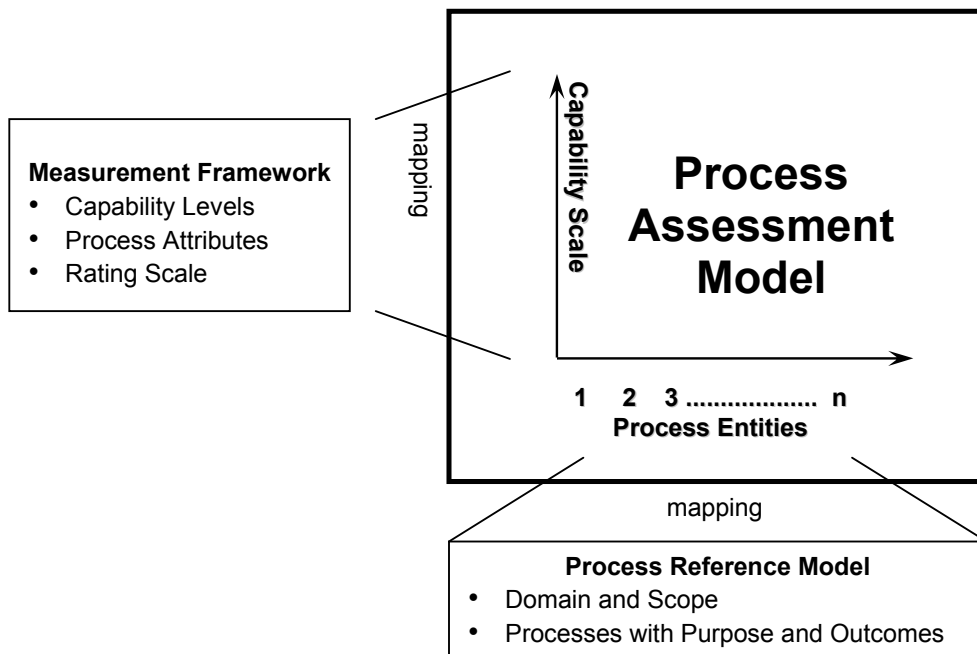 Measurement Framework
• Capability Levels
• Process Attributes
• Rating Scale
mapping
Capability Scale
Process
Assessment
Model
1 2 3 ................... n
Process Entities
mapping
Process Reference Model
• Domain and Scope
• Processes with Purpose and Outcomes